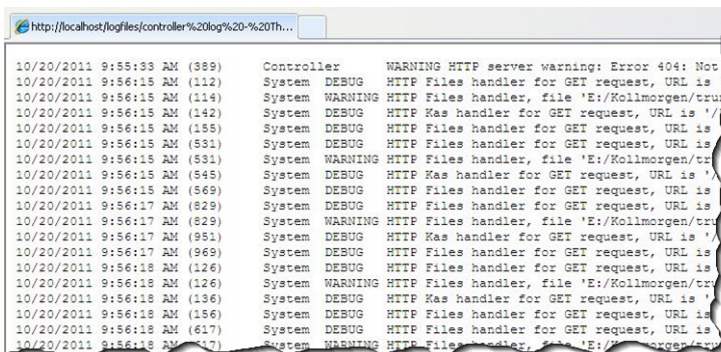 http://localhost/logfiles/controller%20log%20-%20Th...
10/20/2011 9:55:33 AM (389) Controller WARNING HTTP server warning: Error 404: Not
10/20/2011 9:56:15 AM (112) System DEBUG HTTP Files handler for GET request, URL is
10/20/2011 9:56:15 AM (114) System WARNING HTTP Files handler, file 'E:/Kollmorgen/tru
10/20/2011 9:56:15 AM (142) System DEBUG HTTP Kas handler for GET request, URL is '/
10/20/2011 9:56:15 AM (155) System DEBUG HTTP Files handler for GET request, URL is
10/20/2011 9:56:15 AM (531) System DEBUG HTTP Files handler for GET request, URL is
10/20/2011 9:56:15 AM (531) System WARNING HTTP Files handler, file 'E:/Kollmorgen/tr
10/20/2011 9:56:15 AM (545) System DEBUG HTTP Kas handler for GET request, URL is '/
10/20/2011 9:56:15 AM (569) System DEBUG HTTP Files handler for GET request, URL is
10/20/2011 9:56:17 AM (829) System DEBUG HTTP Files handler for GET request, URL is
10/20/2011 9:56:17 AM (829) System WARNING HTTP Files handler, file 'E:/Kollmorgen/tru
10/20/2011 9:56:17 AM (951) System DEBUG HTTP Kas handler for GET request, URL is '/
10/20/2011 9:56:17 AM (969) System DEBUG HTTP Files handler for GET request, URL is
10/20/2011 9:56:18 AM (126) System DEBUG HTTP Files handler for GET request, URL is
10/20/2011 9:56:18 AM (126) System WARNING HTTP Files handler, file 'E:/Kollmorgen/tru
10/20/2011 9:56:18 AM (136) System DEBUG HTTP Kas handler for GET request, URL is '
10/20/2011 9:56:18 AM (156) System DEBUG HTTP Files handler for GET request, URL is
10/20/2011 9:56:18 AM (617) System DEBUG HTTP Files handler for GET request, URL is
10/20/2011 9:56:18 AM System WARNING HTTP Files handler, file